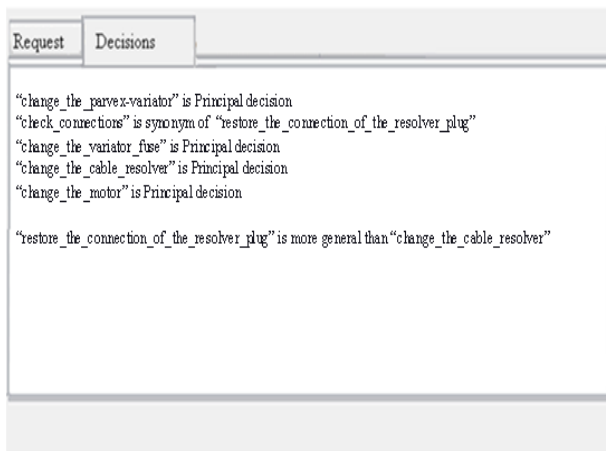 Request Decisions
“change_the_parvex-variator” is Principal decision
“check_connections” is synonym of “restore_the_connection_of_the_resolver_plug”
“change_the_variator_fuse” is Principal decision
“change_the_cable_resolver” is Principal decision
“change_the_motor” is Principal decision
“restore_the_connection_of_the_resolver_plug” is more general than “change_the_cable_resolver”